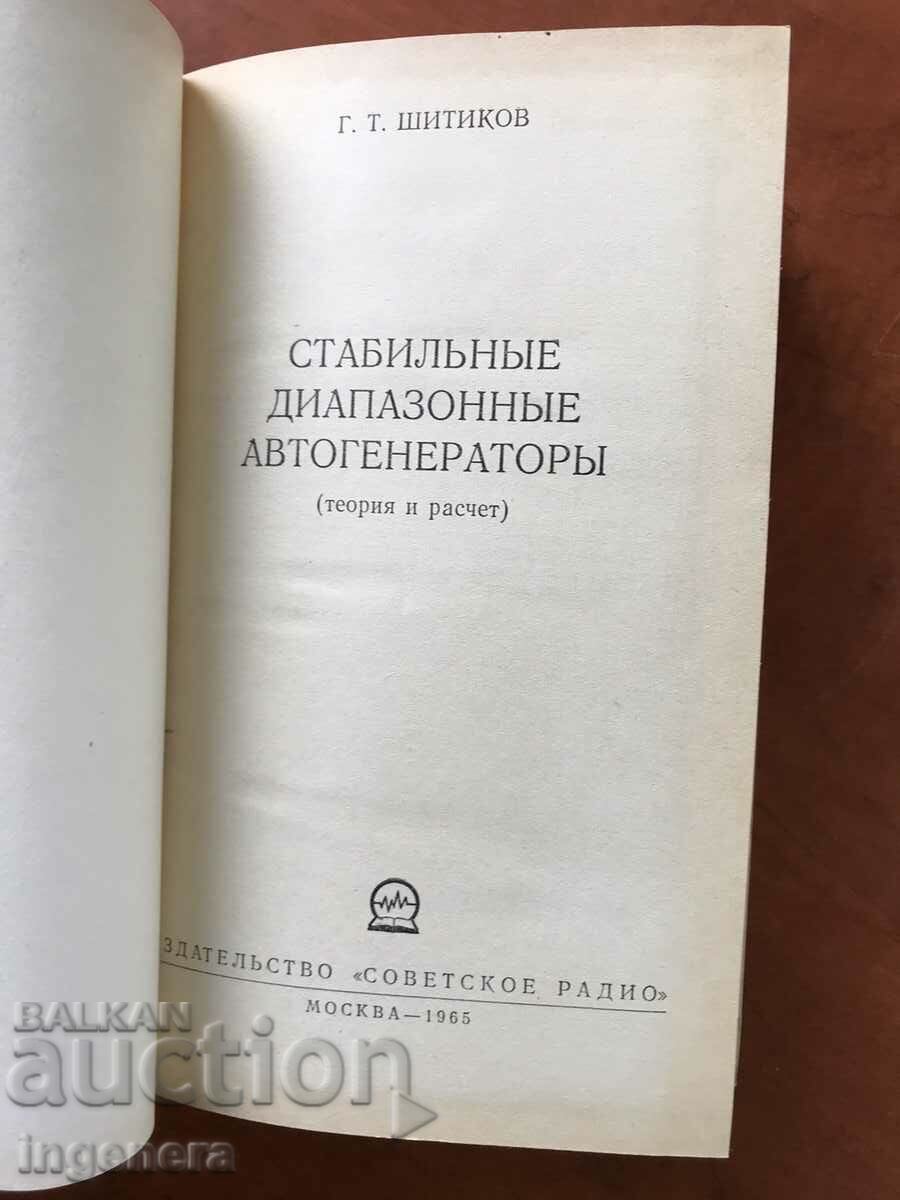 Г. Т. ШИТИКОВ
СТАБИЛЬНЫЕ
ДИАПАЗОННЫЕ
АВТОГЕНЕРАТОРЫ
(теория и расчет)
ЗДАТЕЛЬСТВО «СОВЕТСКОЕ РАДИО»
МОСКВА—1965
BALKAN
auction
ingenera